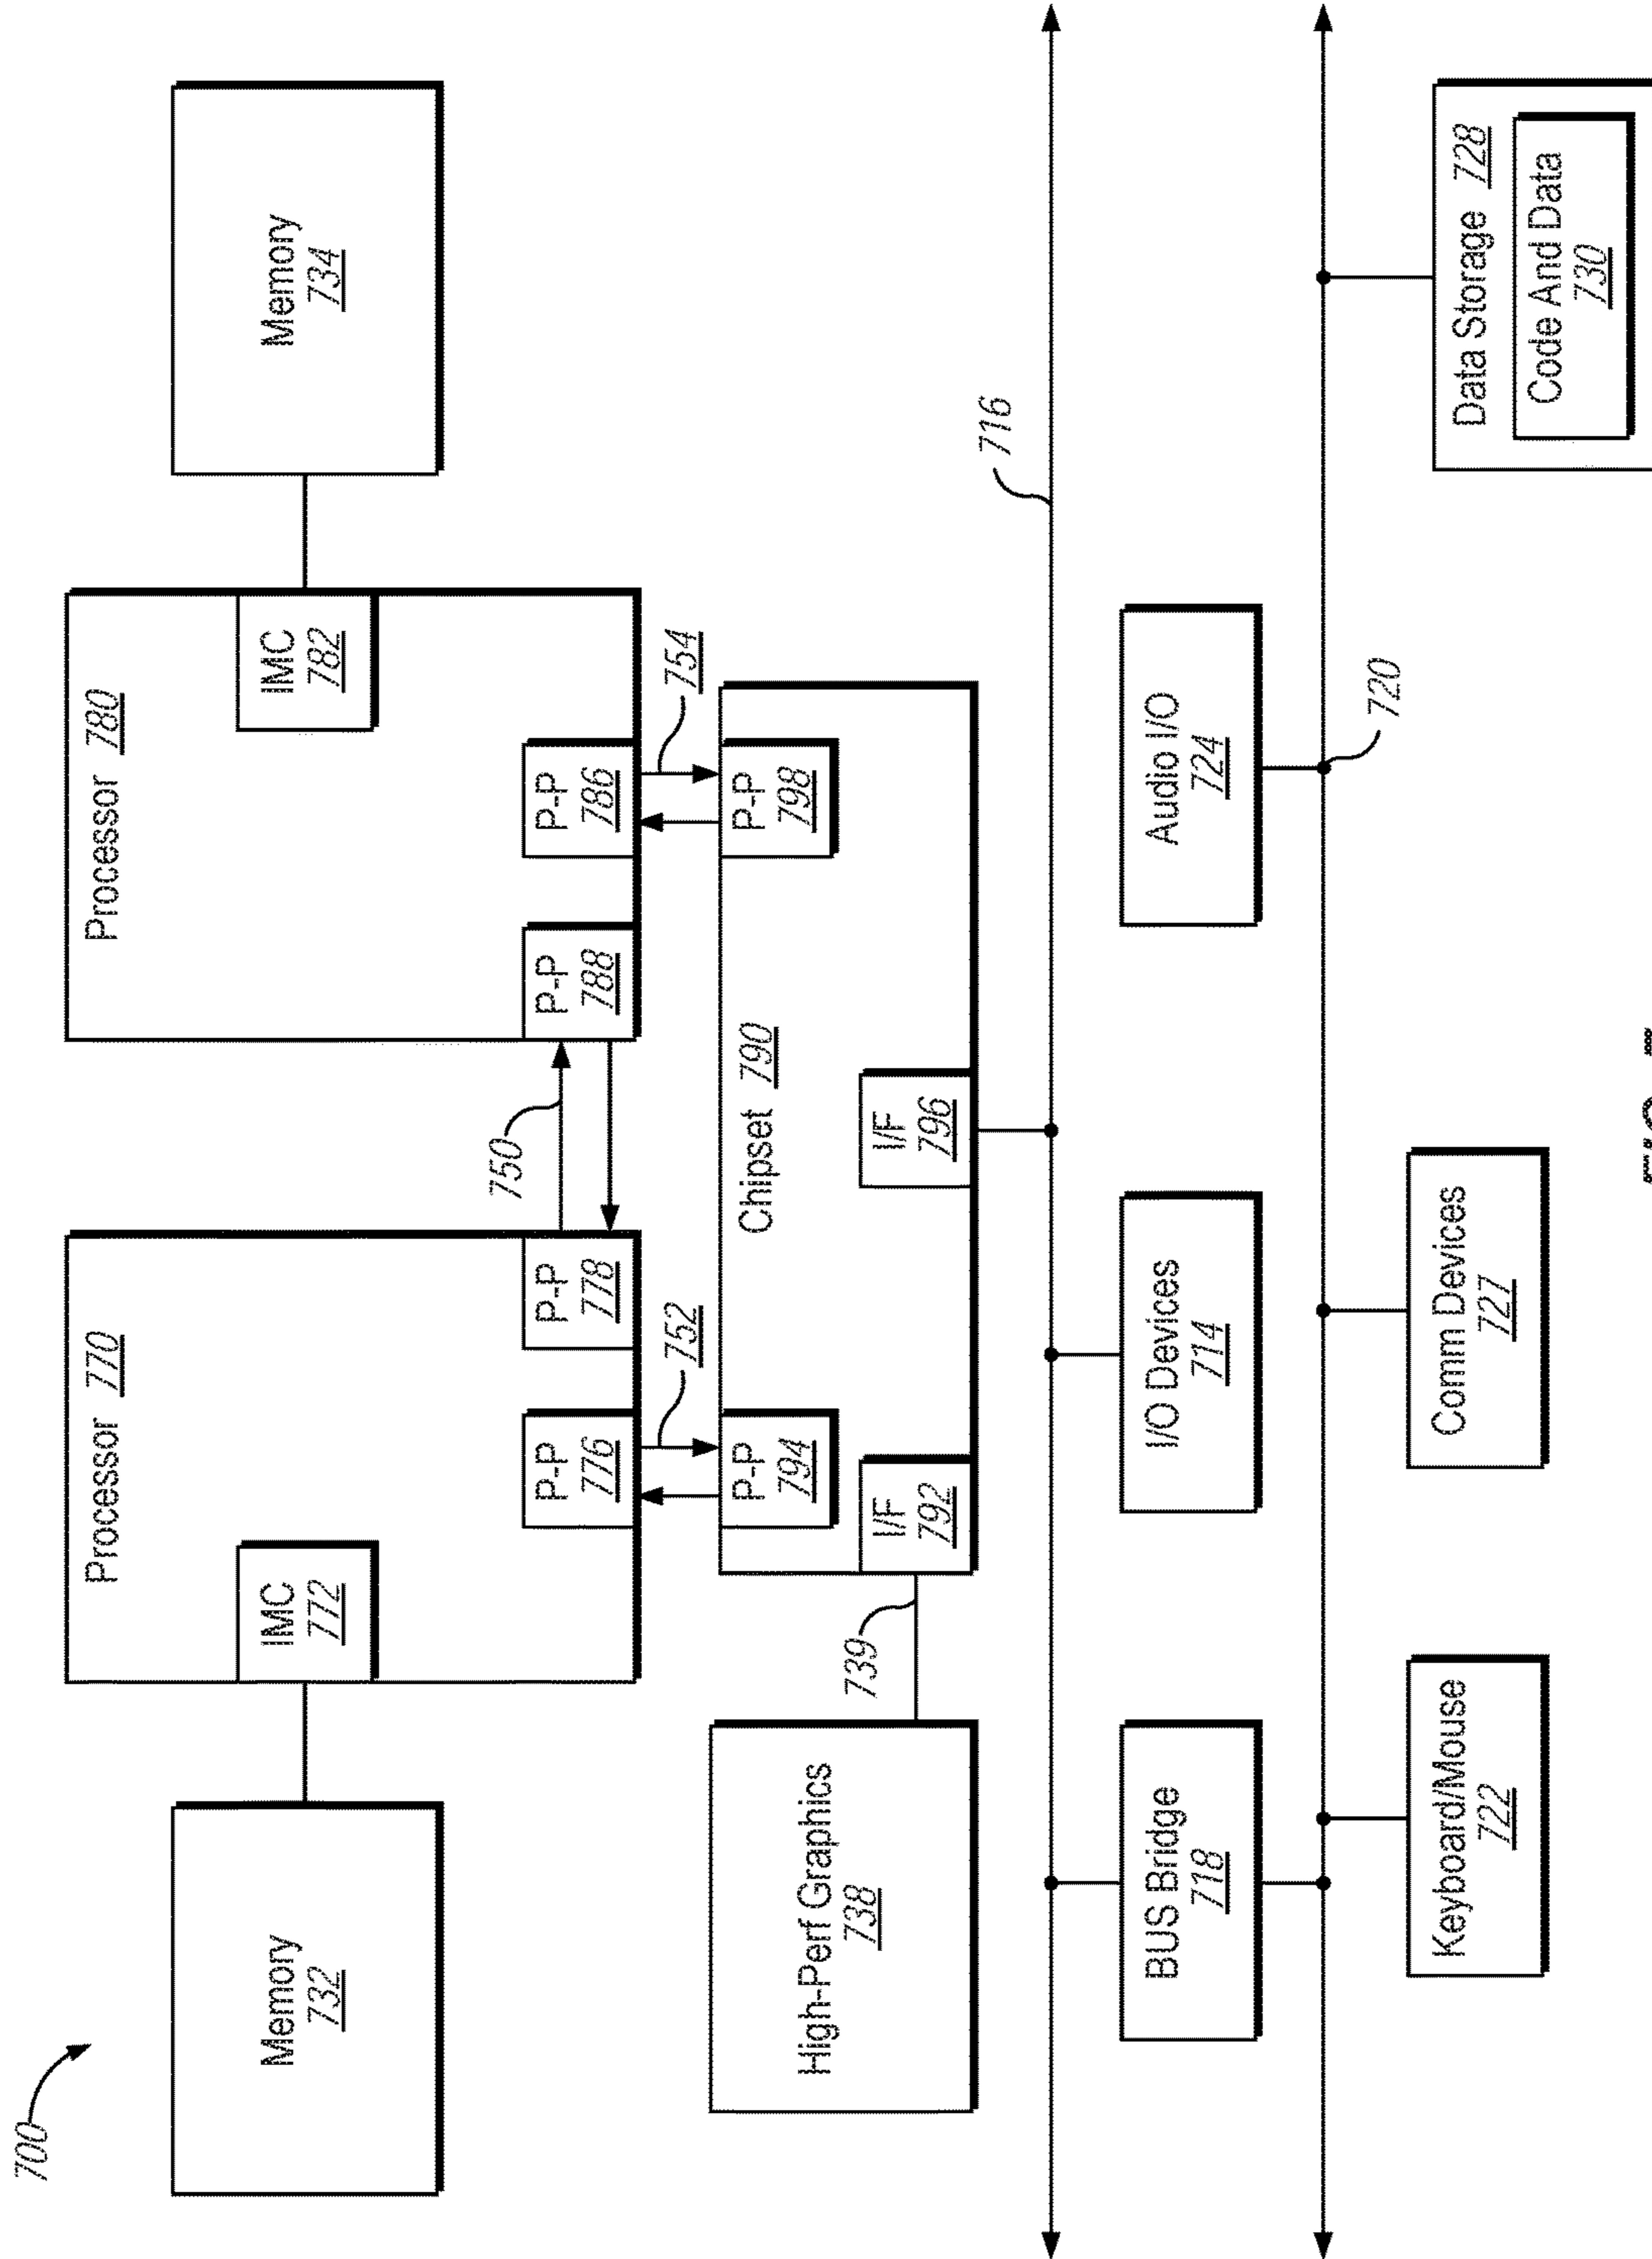 700
Memory
732
Processor 770
IMC
772
P-P
776
P-P
778
750
Processor 780
IMC
782
P-P
788
P-P
786
Memory
734
752
754
High-Perf Graphics
738
739
Chipset 790
P-P
794
P-P
798
I/F
792
I/F
796
716
BUS Bridge
718
I/O Devices
714
Audio I/O
724
720
Keyboard/Mouse
722
Comm Devices
727
Data Storage 728
Code And Data
730